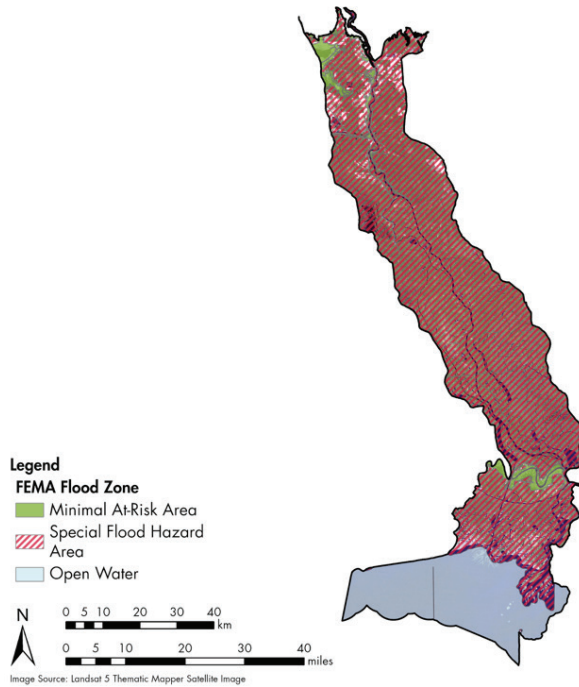 Legend
FEMA Flood Zone
Minimal At-Risk Area
Special Flood Hazard
Area
Open Water
N
0 5 10 20 30 40
km
0 5 10 20 30 40
miles
Image Source: Landsat 5 Thematic Mapper Satellite Image